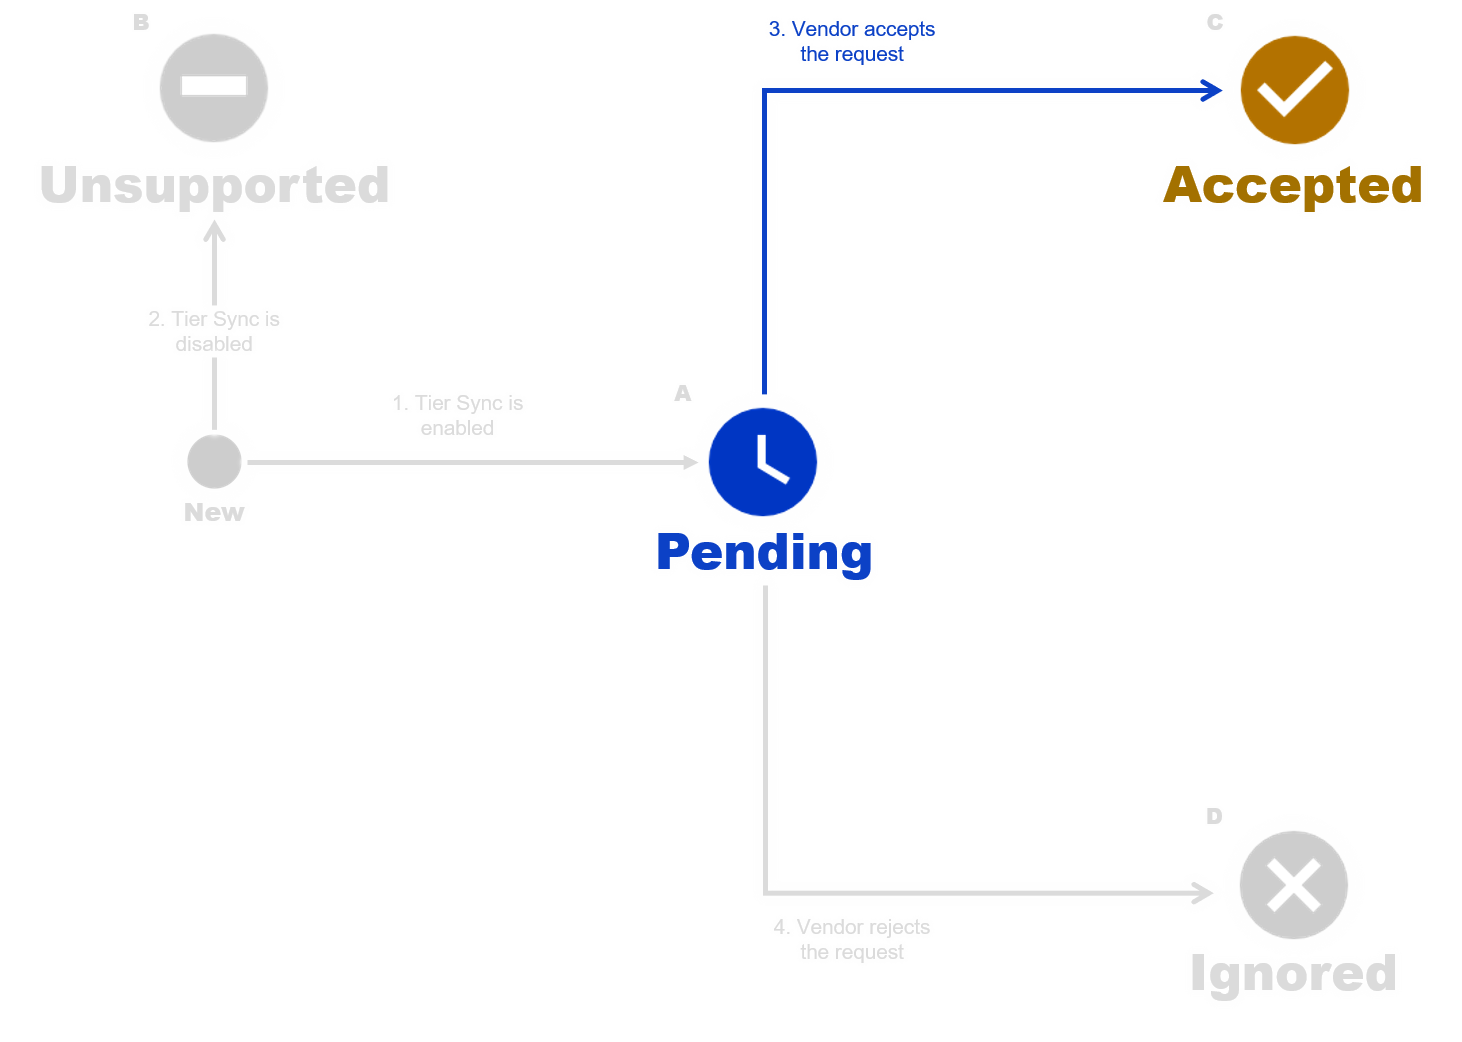 B
3. Vendor accepts
the request
C
Unsupported
Accepted
2. Tier Sync is
disabled
1. Tier Sync is
enabled
A
New
Pending
D
4. Vendor rejects
the request
Ignored